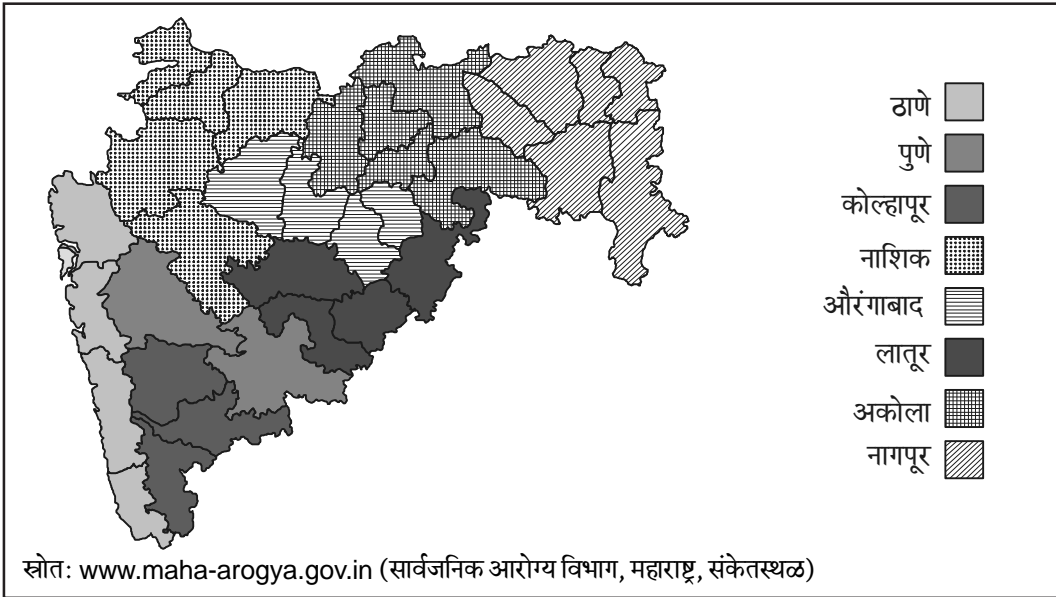 ठाणे
पुणे
कोल्हापूर
नाशिक
औरंगाबाद
लातूर
अकोला
नागपूर
स्रोतः www.maha-arogya.gov.in (सार्वजनिक आरोग्य विभाग, महाराष्ट्र, संकेतस्थळ)